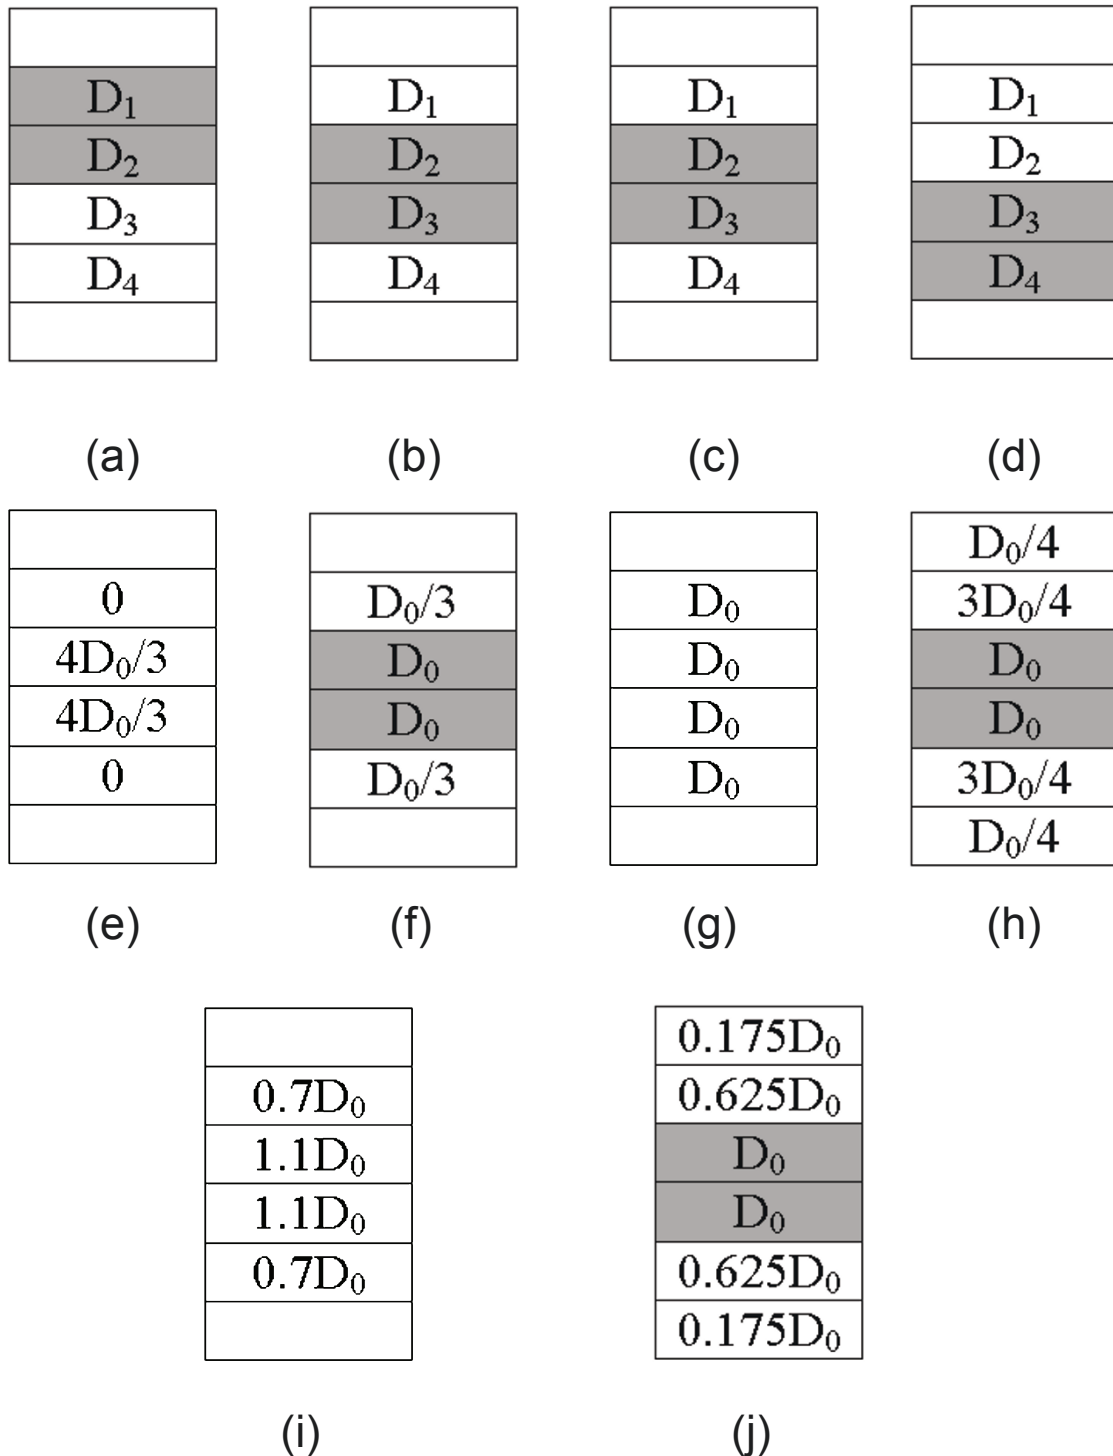 D₁ D₁ D₁ D₁
D₂ D₂ D₂ D₂
D₃ D₃ D₃ D₃
D₄ D₄ D₄ D₄
(a) (b) (c) (d)
D₀/4
0 D₀/3 D₀ 3D₀/4
4D₀/3 D₀ D₀ D₀
4D₀/3 D₀ D₀ D₀
0 D₀/3 D₀ 3D₀/4
D₀/4
(e) (f) (g) (h)
0.175D₀
0.7D₀ 0.625D₀
1.1D₀ D₀
1.1D₀ D₀
0.7D₀ 0.625D₀
0.175D₀
(i) (j)